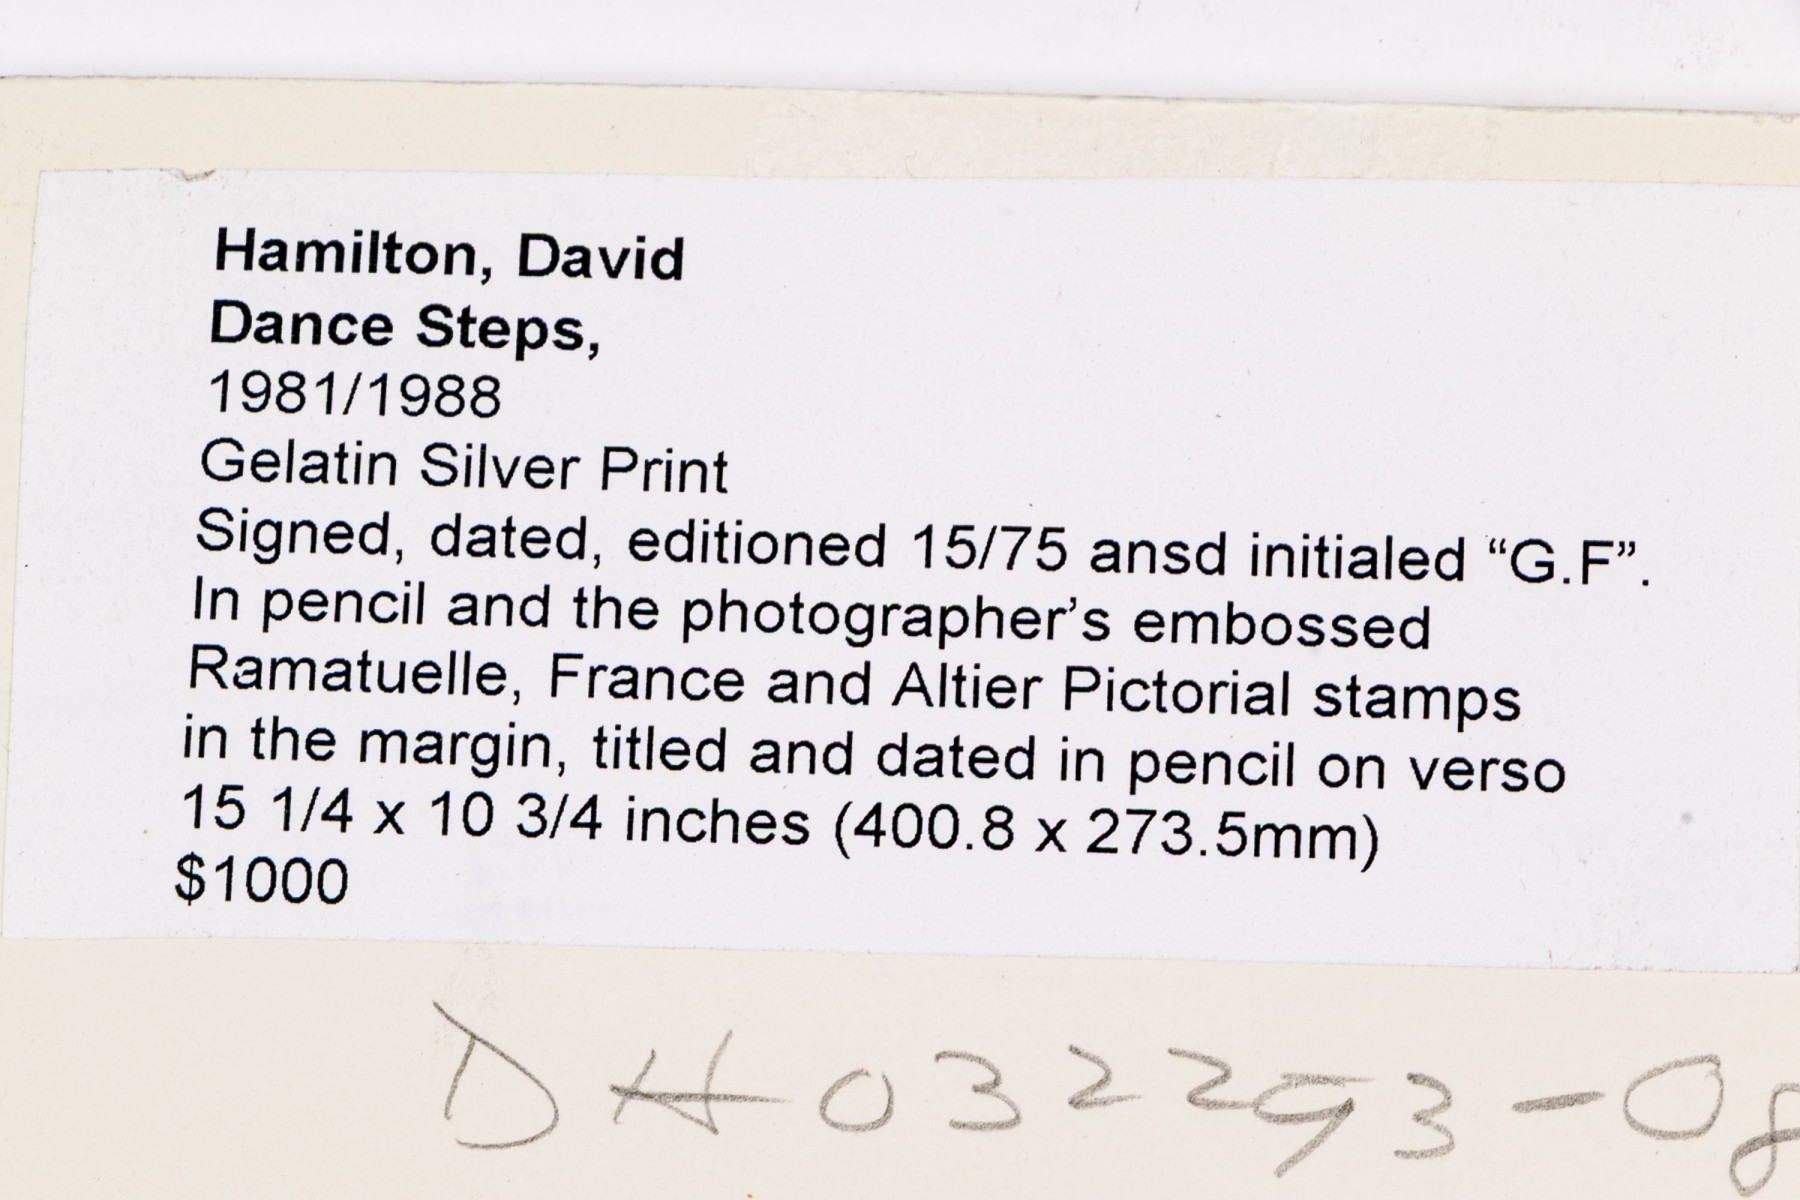 Hamilton, David
Dance Steps,
1981/1988
Gelatin Silver Print
Signed, dated, editioned 15/75 ansd initialed “G.F”.
In pencil and the photographer’s embossed
Ramatuelle, France and Altier Pictorial stamps
in the margin, titled and dated in pencil on verso
15 1/4 x 10 3/4 inches (400.8 x 273.5mm)
$1000
DH032293-08